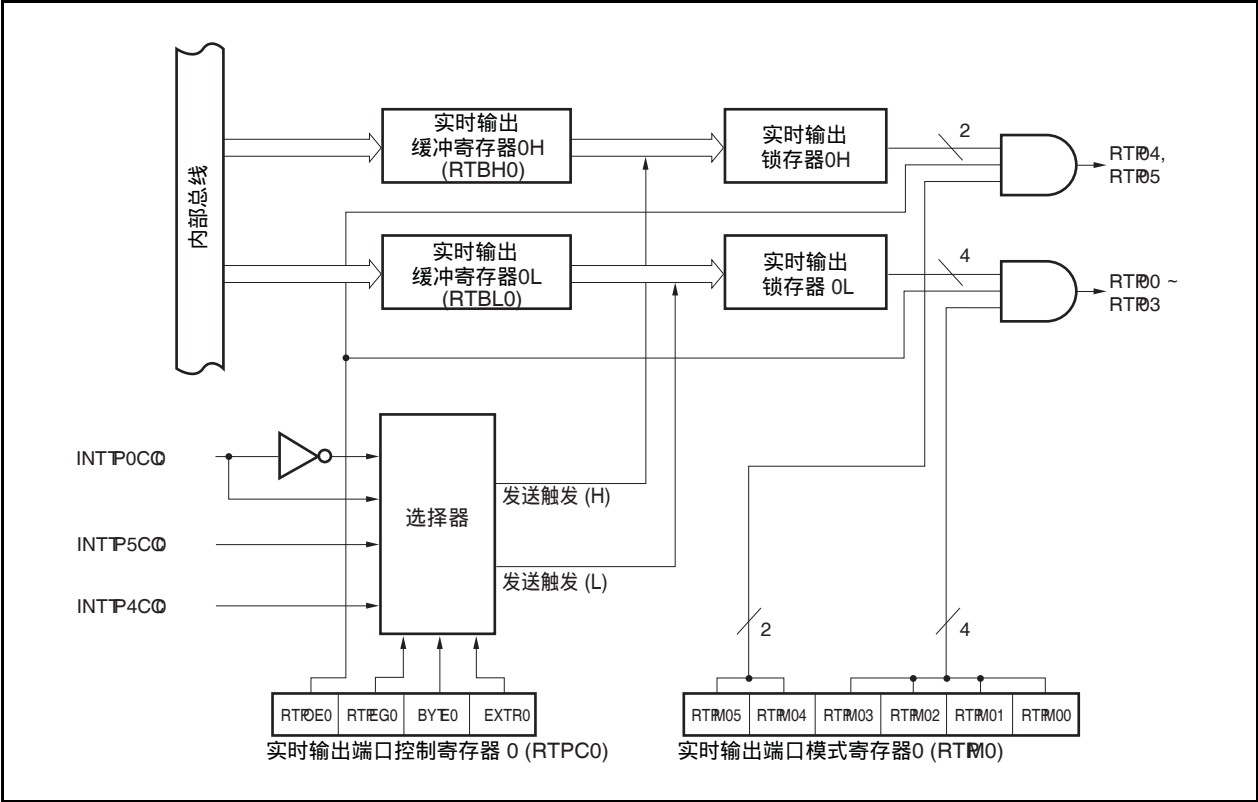 内部总线
实时输出
缓冲寄存器0H
(RTBH0)
实时输出
锁存器0H
2
RTP04,
RTP05
实时输出
缓冲寄存器0L
(RTBL0)
实时输出
锁存器 0L
4
RTP00 ~
RTP03
INTTP0CC0
INTTP5CC0
INTTP4CC0
选择器
发送触发 (H)
发送触发 (L)
2
4
RTPOE0 RTPEG0 BYTE0 EXTR0
实时输出端口控制寄存器 0 (RTPC0)
RTPM05 RTPM04 RTPM03 RTPM02 RTPM01 RTPM00
实时输出端口模式寄存器0 (RTPM0)